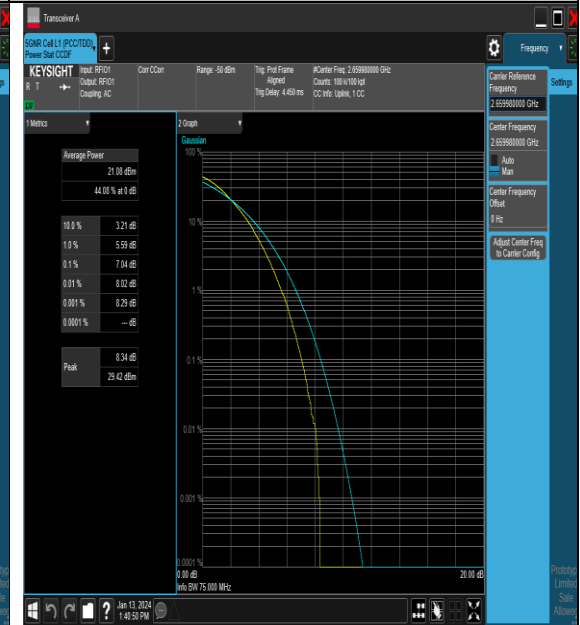 Transceiver A
5GNR Cell L1 (PCC/TDD),
Power Stat CCDF
Frequency
KEYSIGHT
R T
LV
Input: RFIO1
Output: RFIO1
Coupling: AC
Corr CCorr
Range: -50 dBm
Trig: Prot Frame
Aligned
Trig Delay: 4.450 ms
#Center Freq: 2.659980000 GHz
Counts: 100 k/100 kpt
CC Info: Uplink, 1 CC
Carrier Reference
Frequency
2.659980000 GHz
Settings
Center Frequency
2.659980000 GHz
Auto
Man
Center Frequency
Offset
0 Hz
Adjust Center Freq
to Carrier Config
1 Metrics
Average Power
21.08 dBm
44.08 % at 0 dB
10.0 % 3.21 dB
1.0 % 5.59 dB
0.1 % 7.04 dB
0.01 % 8.02 dB
0.001 % 8.29 dB
0.0001 % --- dB
Peak
8.34 dB
29.42 dBm
2 Graph
Gaussian
100 %
10 %
1 %
0.1 %
0.01 %
0.001 %
0.0001 %
0.00 dB
20.00 dB
Info BW 75.000 MHz
Jan 13, 2024
1:40:50 PM
Limited
Sale